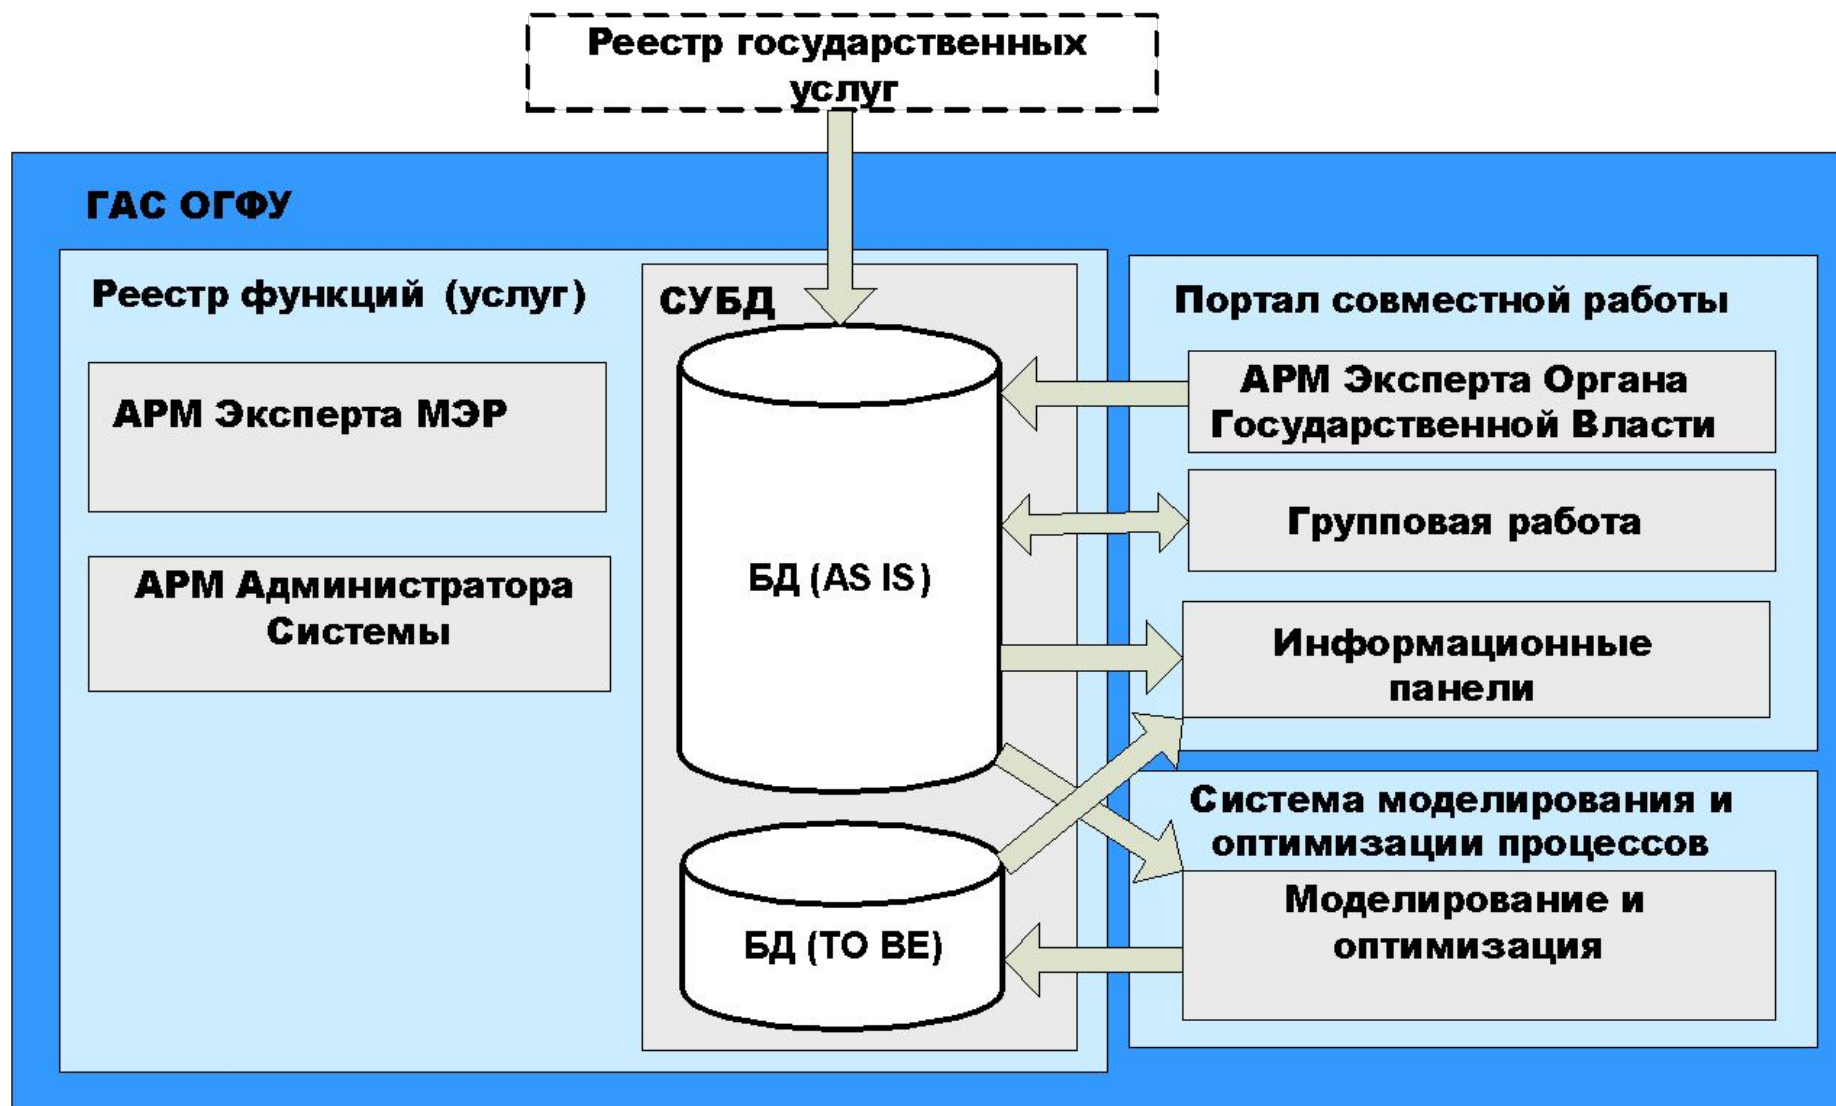 Реестр государственных
услуг
ГАС ОГФУ
Реестр функций (услуг)
АРМ Эксперта МЭР
АРМ Администратора
Системы
СУБД
БД (AS IS)
БД (TO BE)
Портал совместной работы
АРМ Эксперта Органа
Государственной Власти
Групповая работа
Информационные
панели
Система моделирования и
оптимизации процессов
Моделирование и
оптимизация